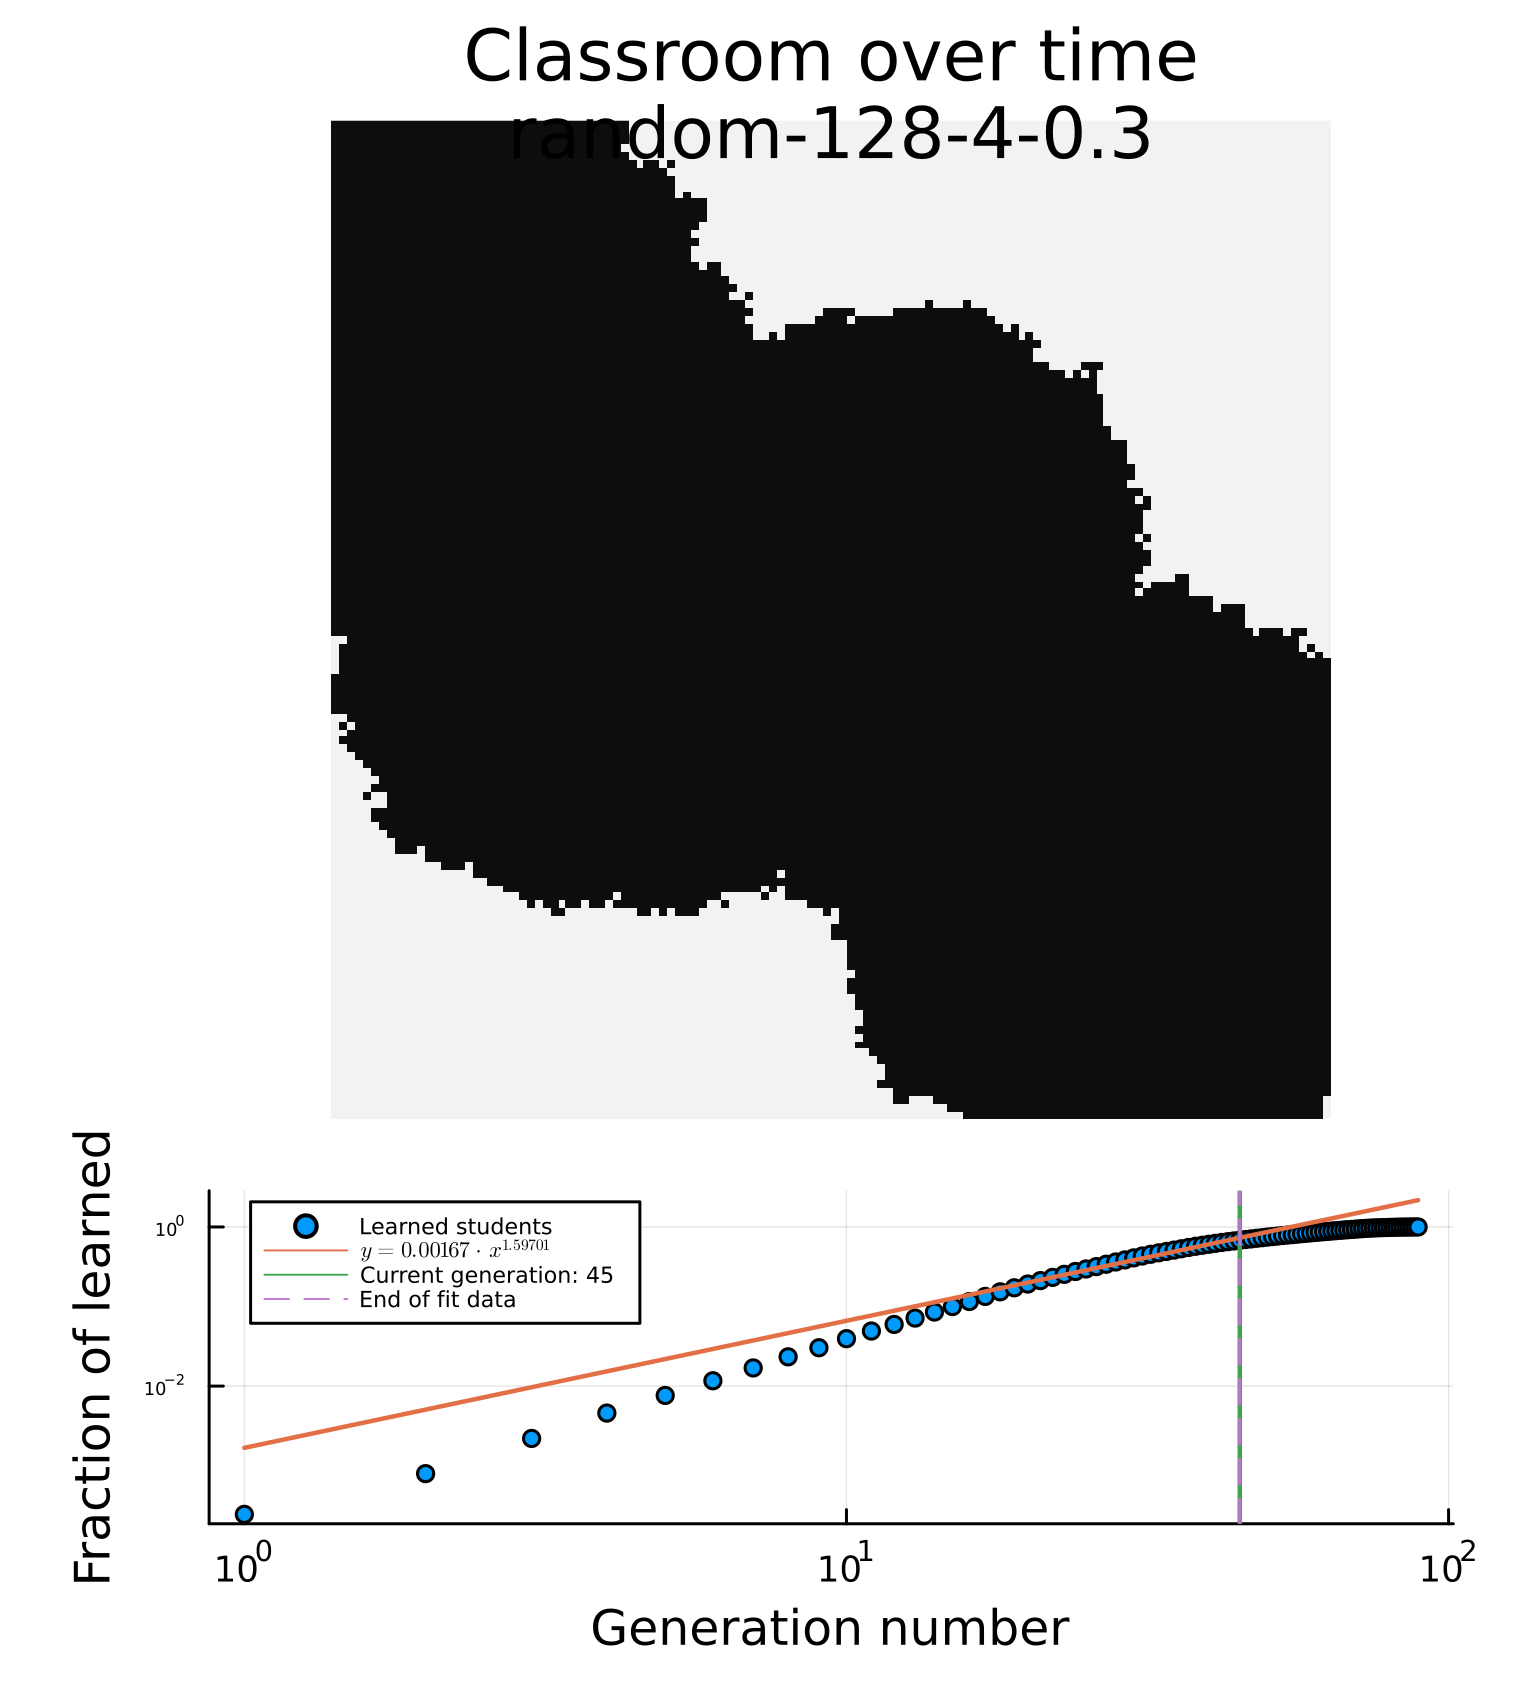 Classroom over time
random-128-4-0.3
Fraction of learned
10⁰
10⁻²
Learned students
y = 0.00167 · x¹·⁵⁹⁷⁰¹
Current generation: 45
End of fit data
10⁰ 10¹ 10²
Generation number